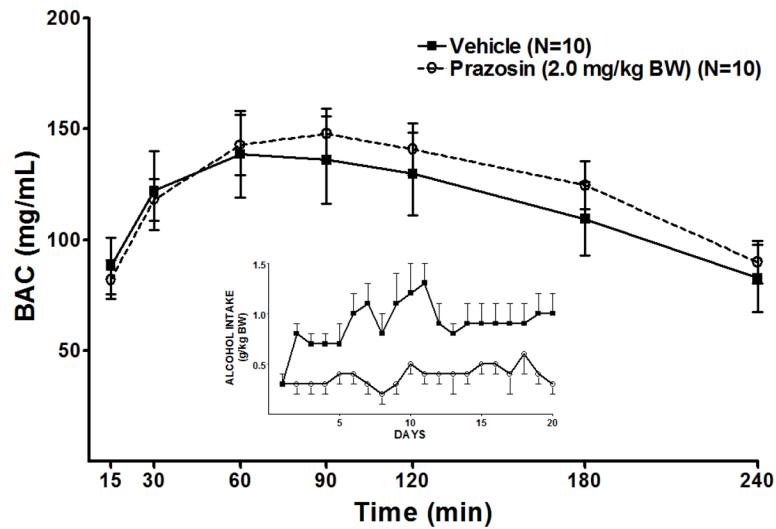 200
Vehicle (N=10)
Prazosin (2.0 mg/kg BW) (N=10)
150
100
50
BAC (mg/mL)
1.5
1.0
0.5
ALCOHOL INTAKE
(g/kg BW)
5 10 15 20
DAYS
15 30 60 90 120 180 240
Time (min)